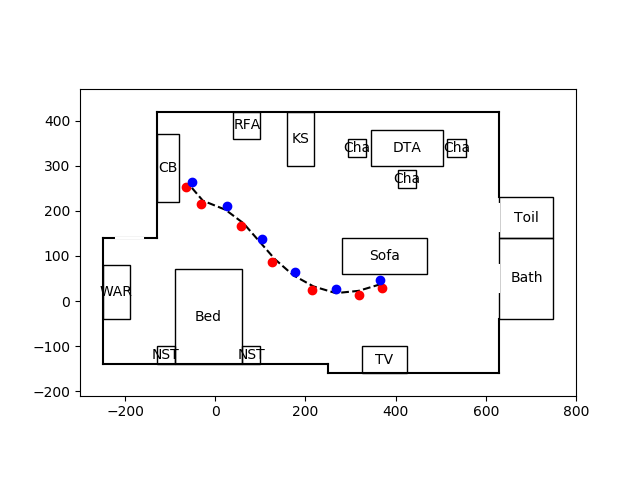 RFA
KS
Cha DTA Cha
CB
Cha
Toil
Sofa
Bath
WAR
Bed
NST NST
TV
400
300
200
100
0
−100
−200
−200 0 200 400 600 800